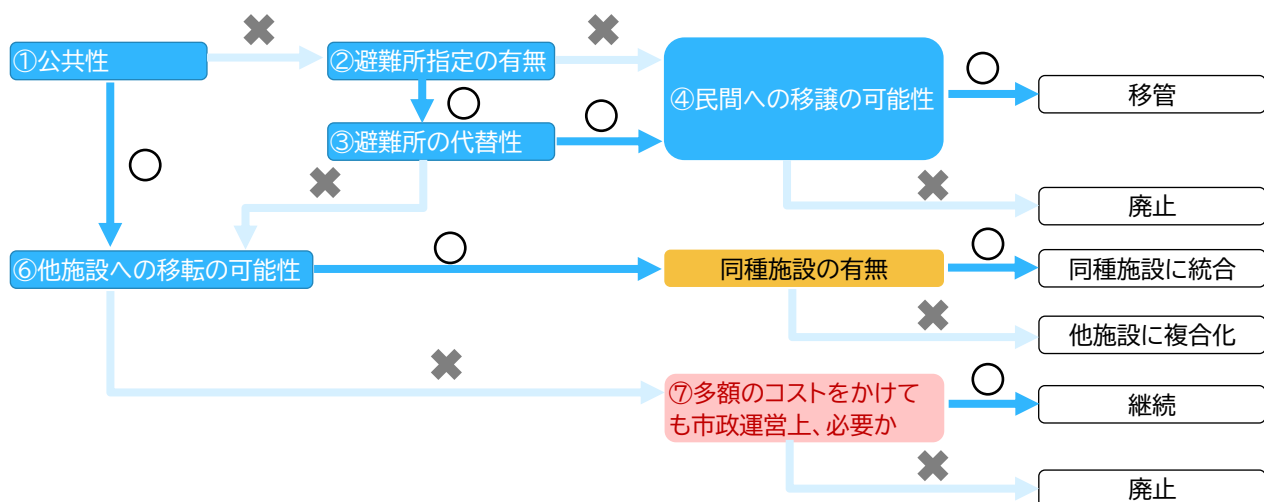 ①公共性
②避難所指定の有無
③避難所の代替性
④民間への移譲の可能性
移管
廃止
⑥他施設への移転の可能性
同種施設の有無
同種施設に統合
他施設に複合化
⑦多額のコストをかけて
も市政運営上、必要か
継続
廃止